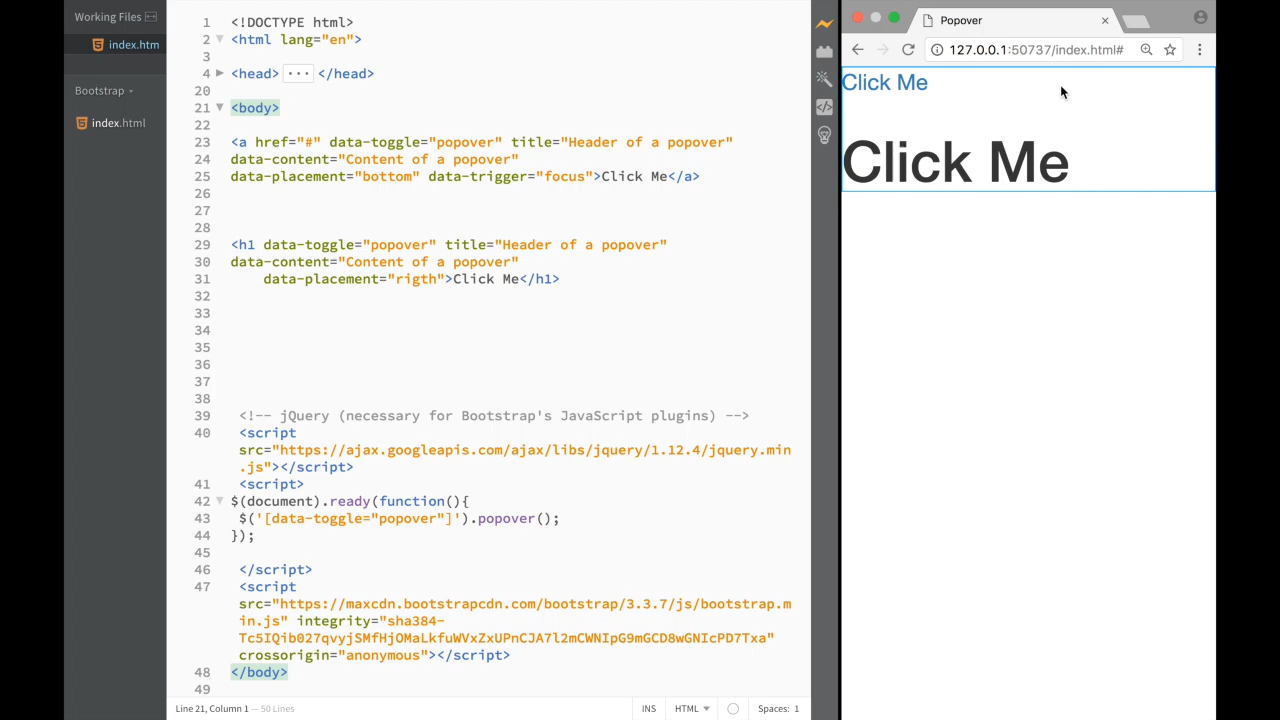 Working Files
index.htm
Bootstrap
index.html
1 <!DOCTYPE html>
2 <html lang="en">
3
4 <head> ... </head>
20
21 <body>
22
23 <a href="#" data-toggle="popover" title="Header of a popover"
24 data-content="Content of a popover"
25 data-placement="bottom" data-trigger="focus">Click Me</a>
26
27
28
29 <h1 data-toggle="popover" title="Header of a popover"
30 data-content="Content of a popover"
31 data-placement="rigth">Click Me</h1>
32
33
34
35
36
37
38
39 <!-- jQuery (necessary for Bootstrap's JavaScript plugins) -->
40 <script
src="https://ajax.googleapis.com/ajax/libs/jquery/1.12.4/jquery.min
.js"></script>
41 <script>
42 $(document).ready(function(){
43 $('[data-toggle="popover"]').popover();
44 });
45
46 </script>
47 <script
src="https://maxcdn.bootstrapcdn.com/bootstrap/3.3.7/js/bootstrap.m
in.js" integrity="sha384-
Tc5IQib027qvyjSMfHjOMaLkfuWVxZxUPnCJA7l2mCWNIpG9mGCD8wGNIcPD7Txa"
crossorigin="anonymous"></script>
48 </body>
49
Line 21, Column 1 — 50 Lines
INS
HTML
Spaces: 1
Popover
127.0.0.1:50737/index.html#
Click Me
Click Me